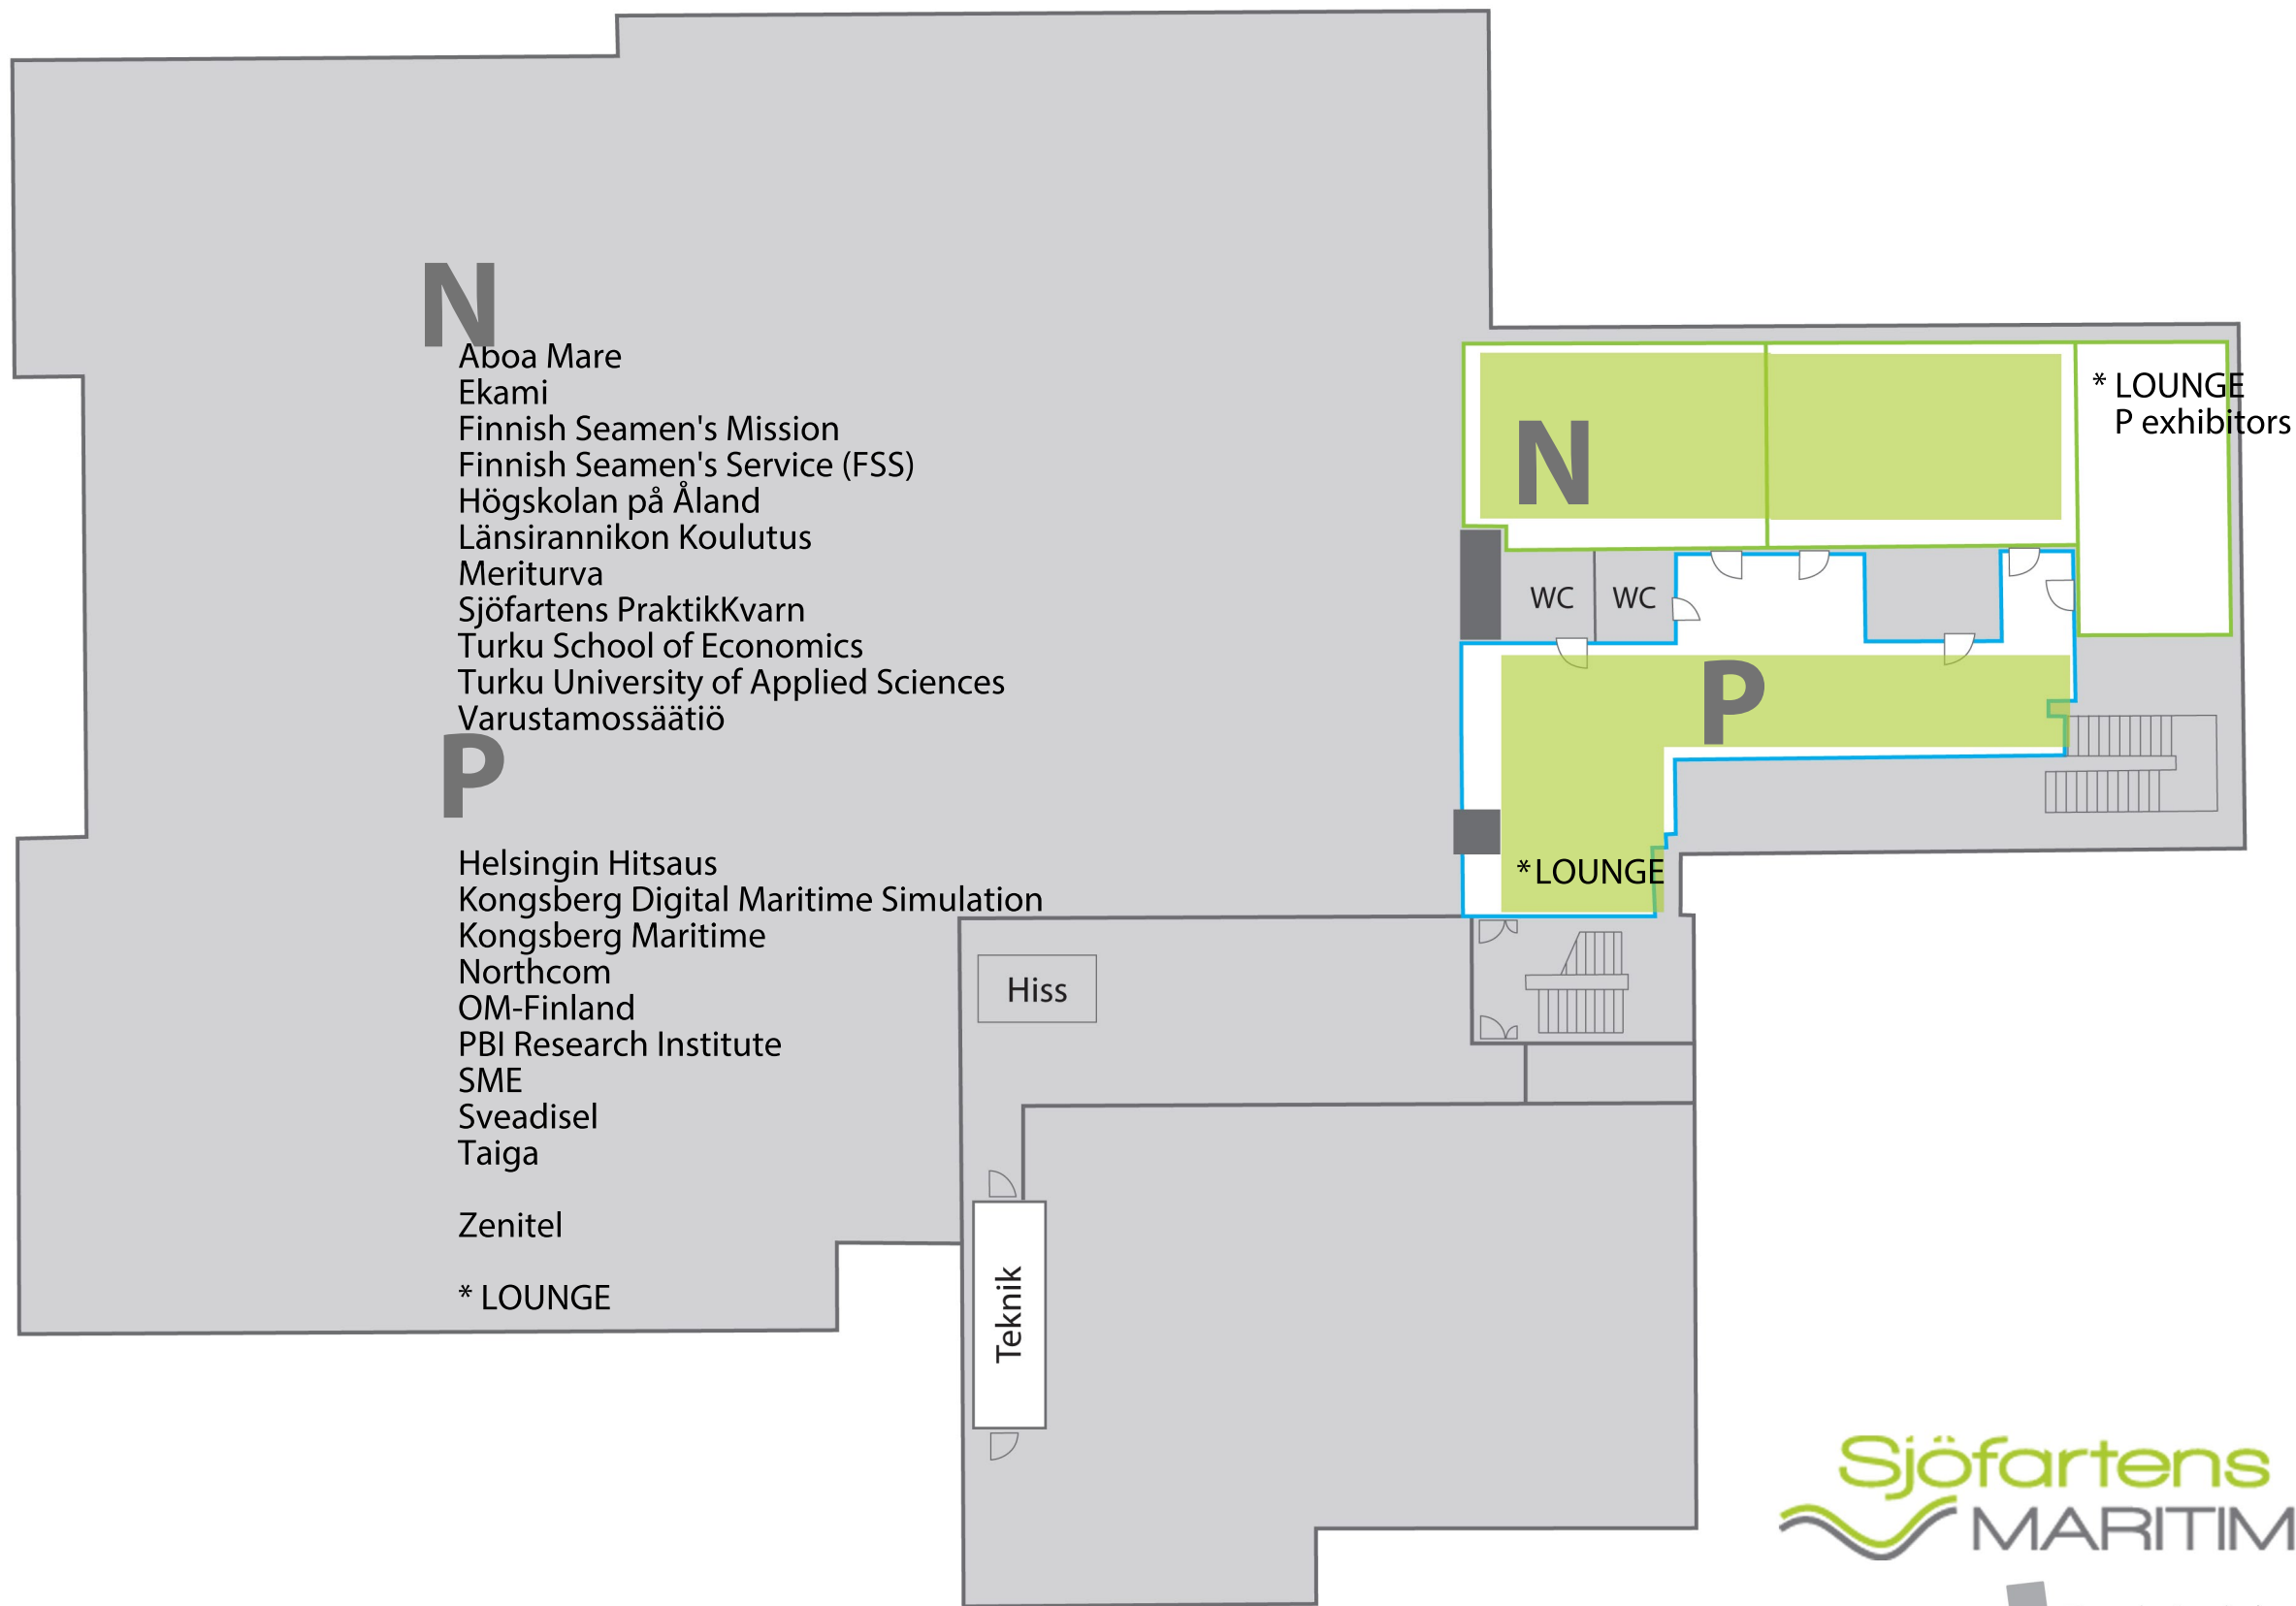 N
Aboa Mare
Ekami
Finnish Seamen's Mission
Finnish Seamen's Service (FSS)
Högskolan på Åland
Länsirannikon Koulutus
Meriturva
Sjöfartens PraktikKvarn
Turku School of Economics
Turku University of Applied Sciences
Varustamossäätiö
P
Helsingin Hitsaus
Kongsberg Digital Maritime Simulation
Kongsberg Maritime
Northcom
OM-Finland
PBI Research Institute
SME
Sveadisel
Taiga
Zenitel
* LOUNGE
* LOUNGE
P exhibitors
N
WC
WC
P
*LOUNGE
Hiss
Teknik
Sjöfartens
MARITIM